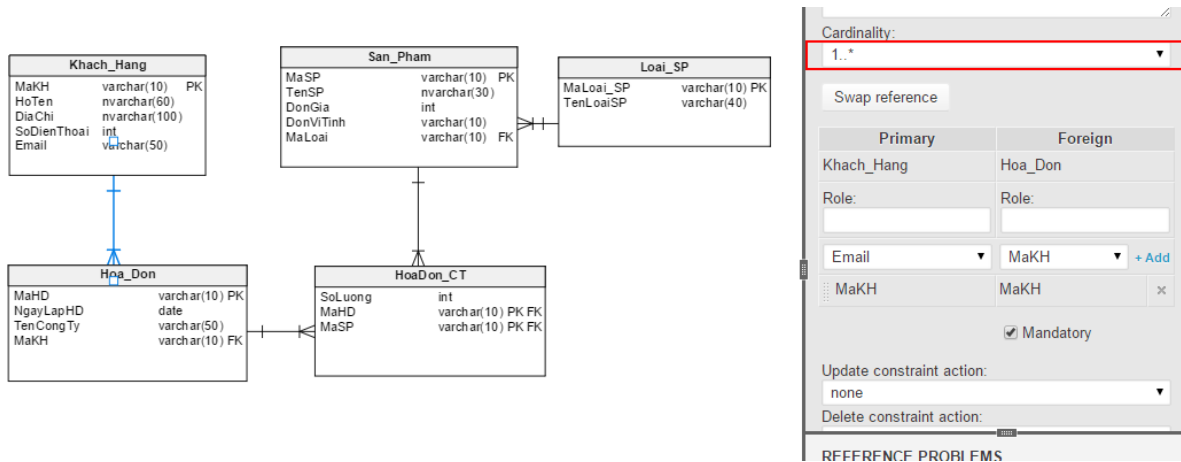 Khach_Hang
MaKH varchar(10) PK
HoTen nvarchar(60)
DiaChi nvarchar(100)
SoDienThoai int
Email varchar(50)
San_Pham
MaSP varchar(10) PK
TenSP nvarchar(30)
DonGia int
DonViTinh varchar(10)
MaLoai varchar(10) FK
Loai_SP
MaLoai_SP varchar(10) PK
TenLoaiSP varchar(40)
Hoa_Don
MaHD varchar(10) PK
NgayLapHD date
TenCongTy varchar(50)
MaKH varchar(10) FK
HoaDon_CT
SoLuong int
MaHD varchar(10) PK FK
MaSP varchar(10) PK FK
Cardinality:
1..*
Swap reference
Primary Foreign
Khach_Hang Hoa_Don
Role: Role:
Email MaKH + Add
MaKH MaKH ×
Mandatory
Update constraint action:
none
Delete constraint action:
REFERENCE PROBLEMS